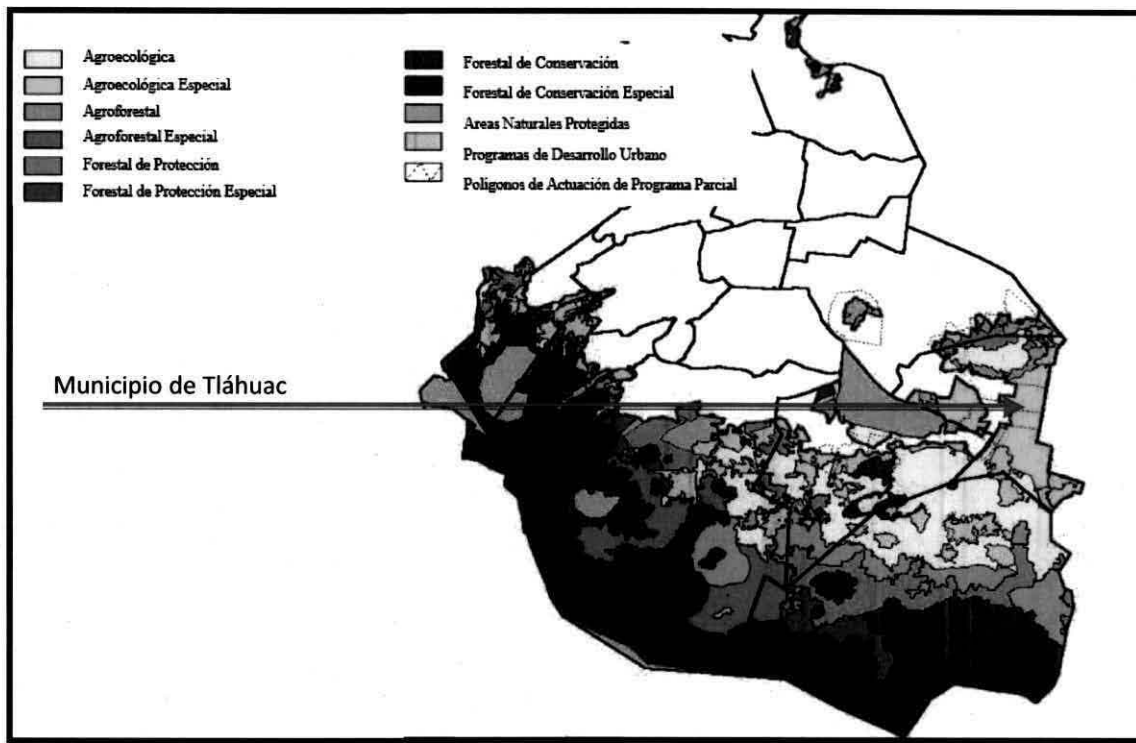 Agroecológica
Agroecológica Especial
Agroforestal
Agroforestal Especial
Forestal de Protección
Forestal de Protección Especial
Forestal de Conservación
Forestal de Conservación Especial
Areas Naturales Protegidas
Programas de Desarrollo Urbano
Polígonos de Actuación de Programa Parcial
Municipio de Tláhuac